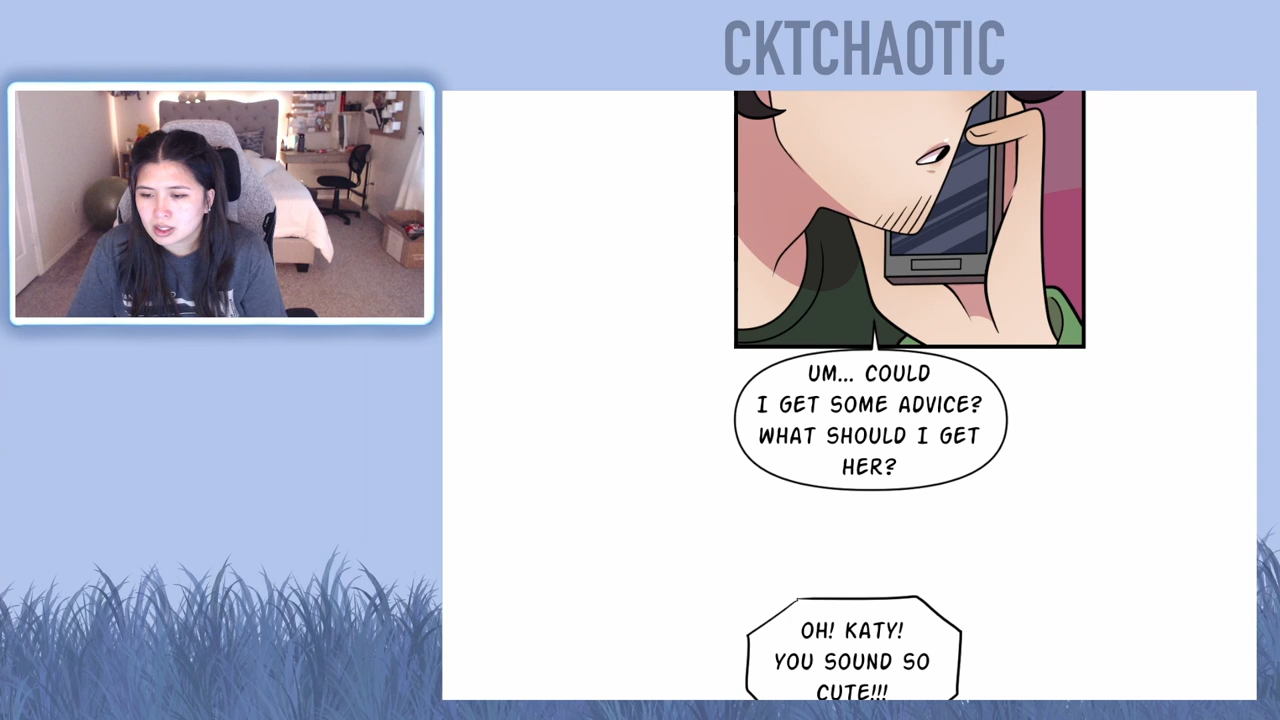 CKTCHAOTIC
UM... COULD
I GET SOME ADVICE?
WHAT SHOULD I GET
HER?
OH! KATY!
YOU SOUND SO
CUTE!!!